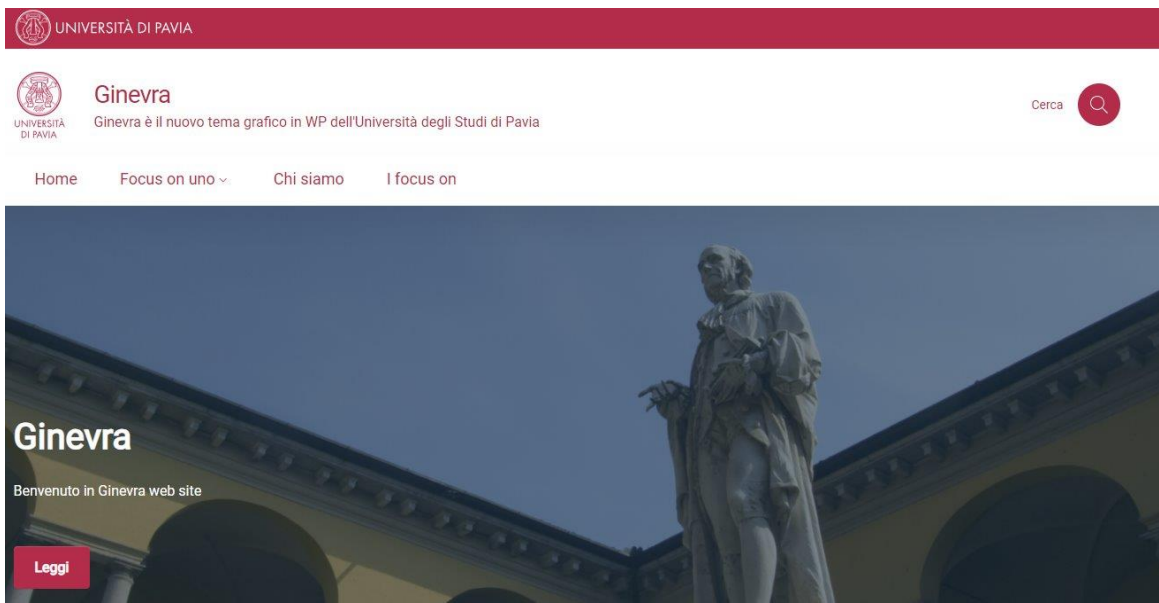 UNIVERSITÀ DI PAVIA
UNIVERSITÀ
DI PAVIA
Ginevra
Ginevra è il nuovo tema grafico in WP dell'Università degli Studi di Pavia
Cerca
Home Focus on uno Chi siamo I focus on
Ginevra
Benvenuto in Ginevra web site
Leggi